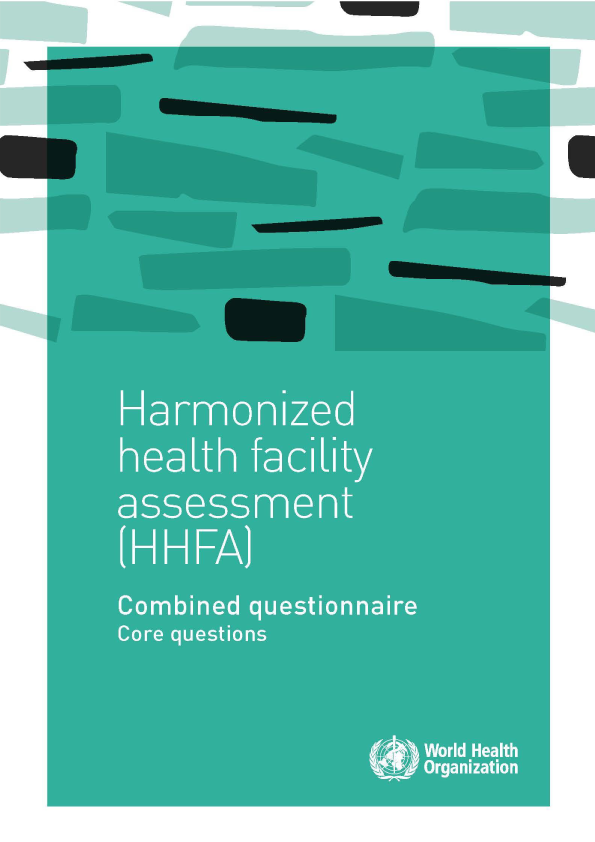 Harmonized
health facility
assessment
(HHFA)
Combined questionnaire
Core questions
World Health
Organization